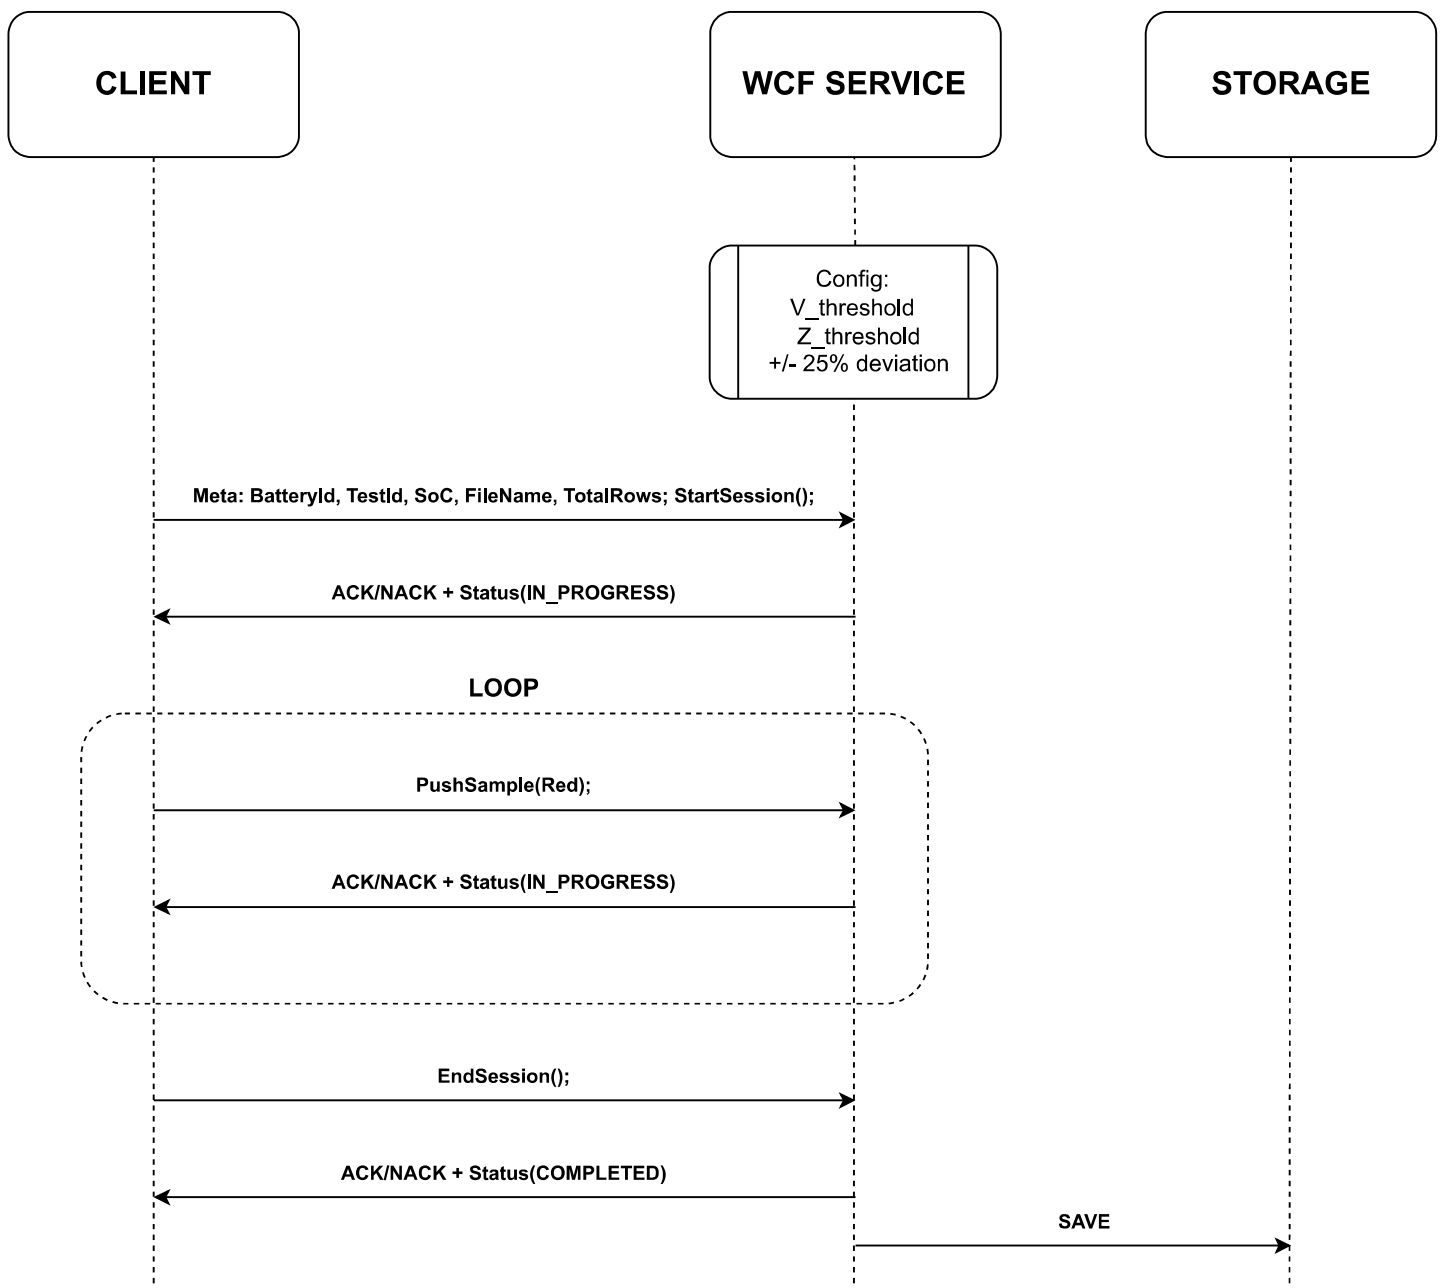 CLIENT
WCF SERVICE
STORAGE
Config:
V_threshold
Z_threshold
+/- 25% deviation
Meta: BatteryId, TestId, SoC, FileName, TotalRows; StartSession();
ACK/NACK + Status(IN_PROGRESS)
LOOP
PushSample(Red);
ACK/NACK + Status(IN_PROGRESS)
EndSession();
ACK/NACK + Status(COMPLETED)
SAVE